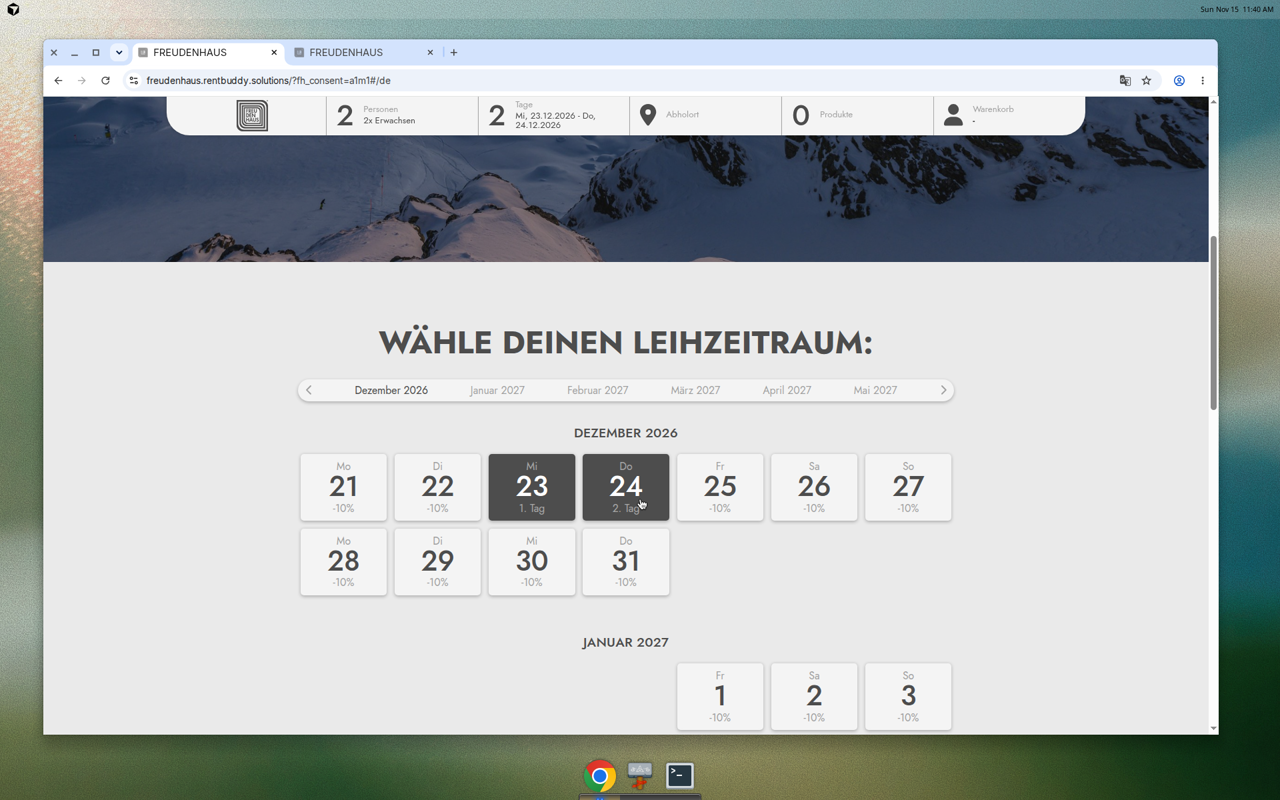 Sun Nov 15 11:40 AM
FREUDENHAUS
FREUDENHAUS
freudenhaus.rentbuddy.solutions/?fh_consent=a1m1#/de
FREU
DEN
HAUS
2
Personen
2x Erwachsen
2
Tage
Mi, 23.12.2026 - Do,
24.12.2026
Abholort
0
Produkte
Warenkorb
-
WÄHLE DEINEN LEIHZEITRAUM:
Dezember 2026 Januar 2027 Februar 2027 März 2027 April 2027 Mai 2027
DEZEMBER 2026
Mo Di Mi Do Fr Sa So
21 22 23 24 25 26 27
-10% -10% 1. Tag 2. Tag -10% -10% -10%
Mo Di Mi Do
28 29 30 31
-10% -10% -10% -10%
JANUAR 2027
Fr Sa So
1 2 3
-10% -10% -10%